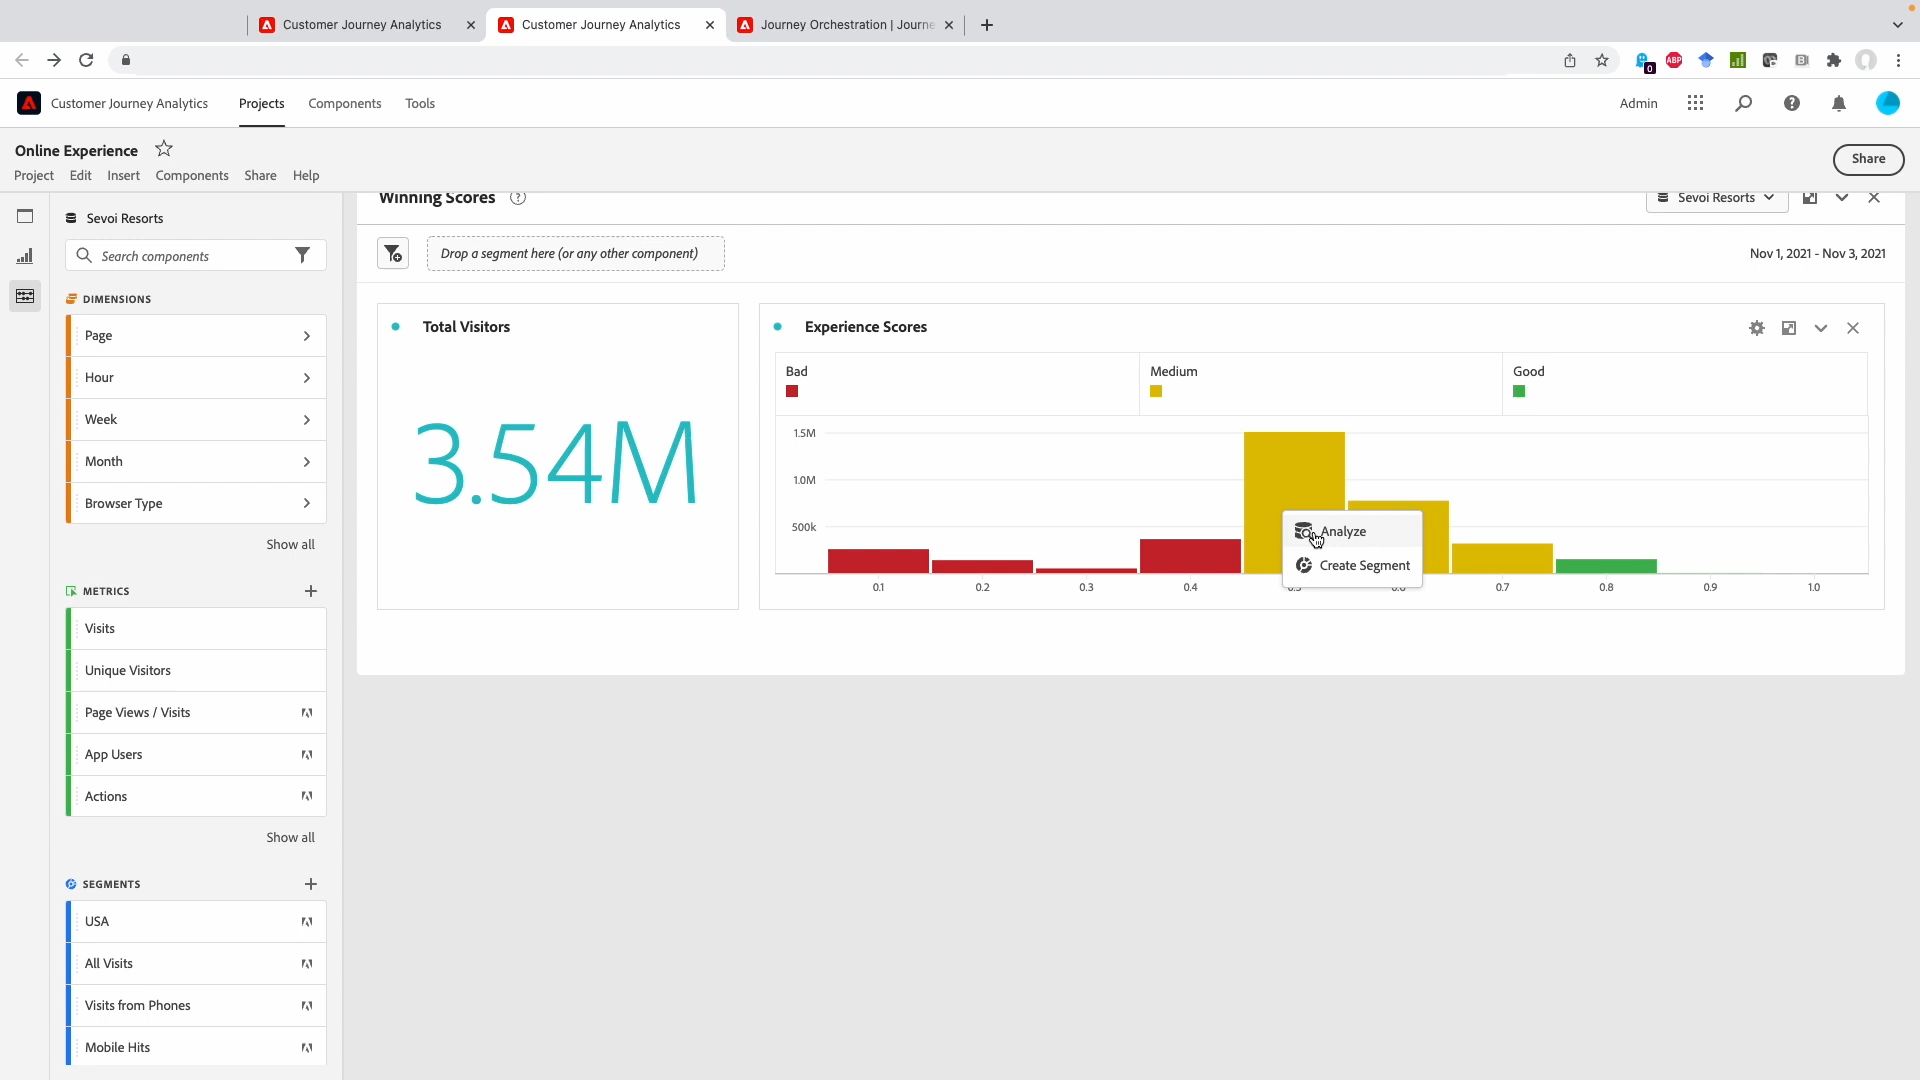 Customer Journey Analytics
Customer Journey Analytics
Journey Orchestration | Journe
0
ABP
Customer Journey Analytics
Projects
Components
Tools
Admin
Online Experience
Share
Project
Edit
Insert
Components
Share
Help
Sevoi Resorts
Search components
DIMENSIONS
Page
Hour
Week
Month
Browser Type
Show all
METRICS
Visits
Unique Visitors
Page Views / Visits
App Users
Actions
Show all
SEGMENTS
USA
All Visits
Visits from Phones
Mobile Hits
Winning Scores
Sevoi Resorts
Drop a segment here (or any other component)
Nov 1, 2021 - Nov 3, 2021
Total Visitors
3.54M
Experience Scores
Bad
Medium
Good
1.5M
1.0M
500k
Analyze
Create Segment
0.1
0.2
0.3
0.4
0.7
0.8
0.9
1.0